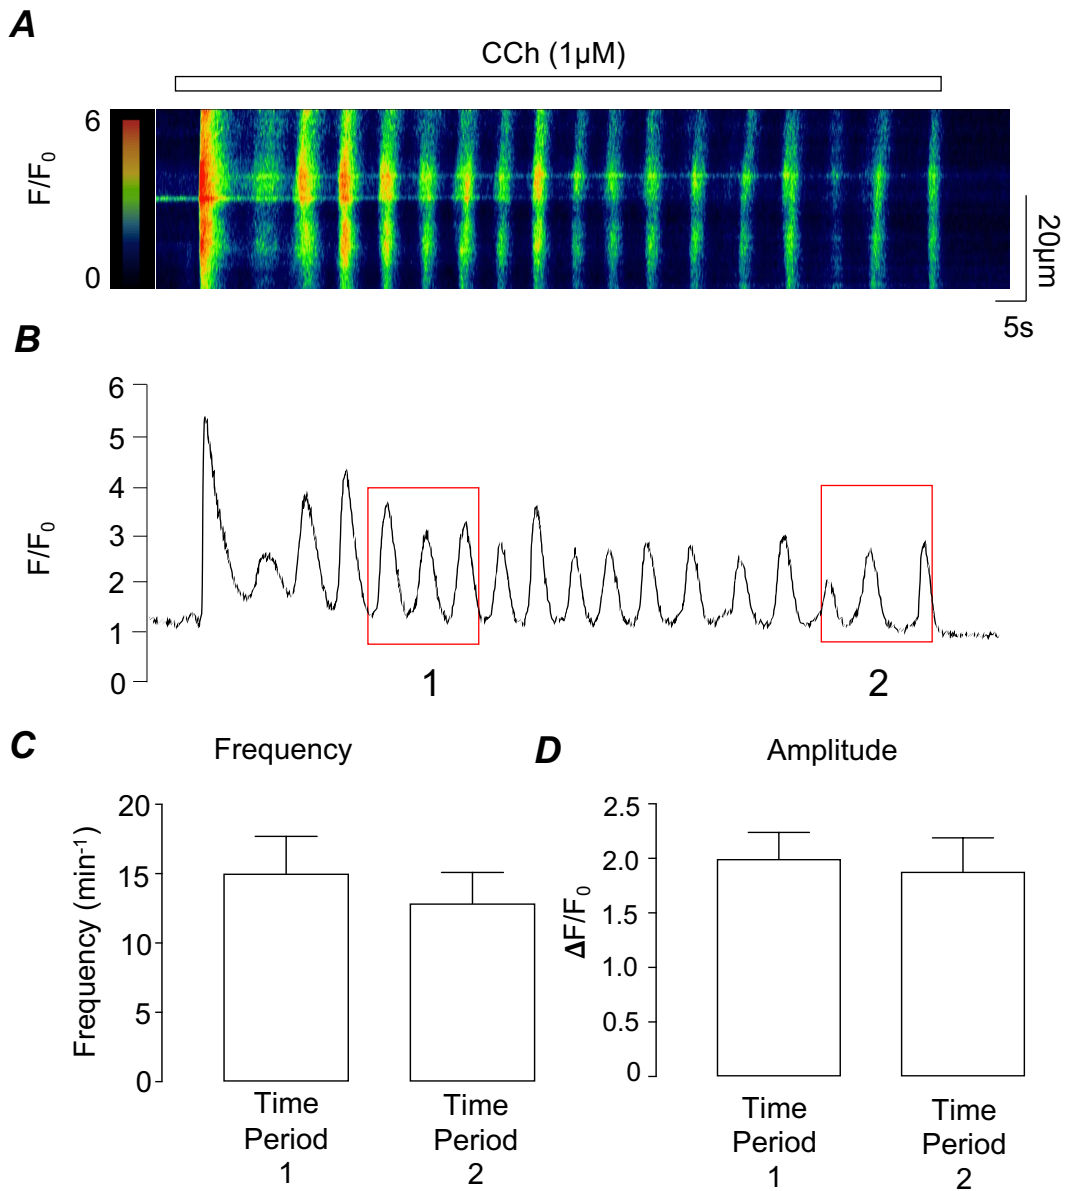 A
CCh (1µM)
6
F/F0
0
20µm
5s
B
6
5
4
3
2
1
0
F/F0
1
2
C
Frequency
20
15
10
5
0
Frequency (min-1)
Time
Period
1
Time
Period
2
D
Amplitude
2.5
2.0
1.5
1.0
0.5
0
ΔF/F0
Time
Period
1
Time
Period
2